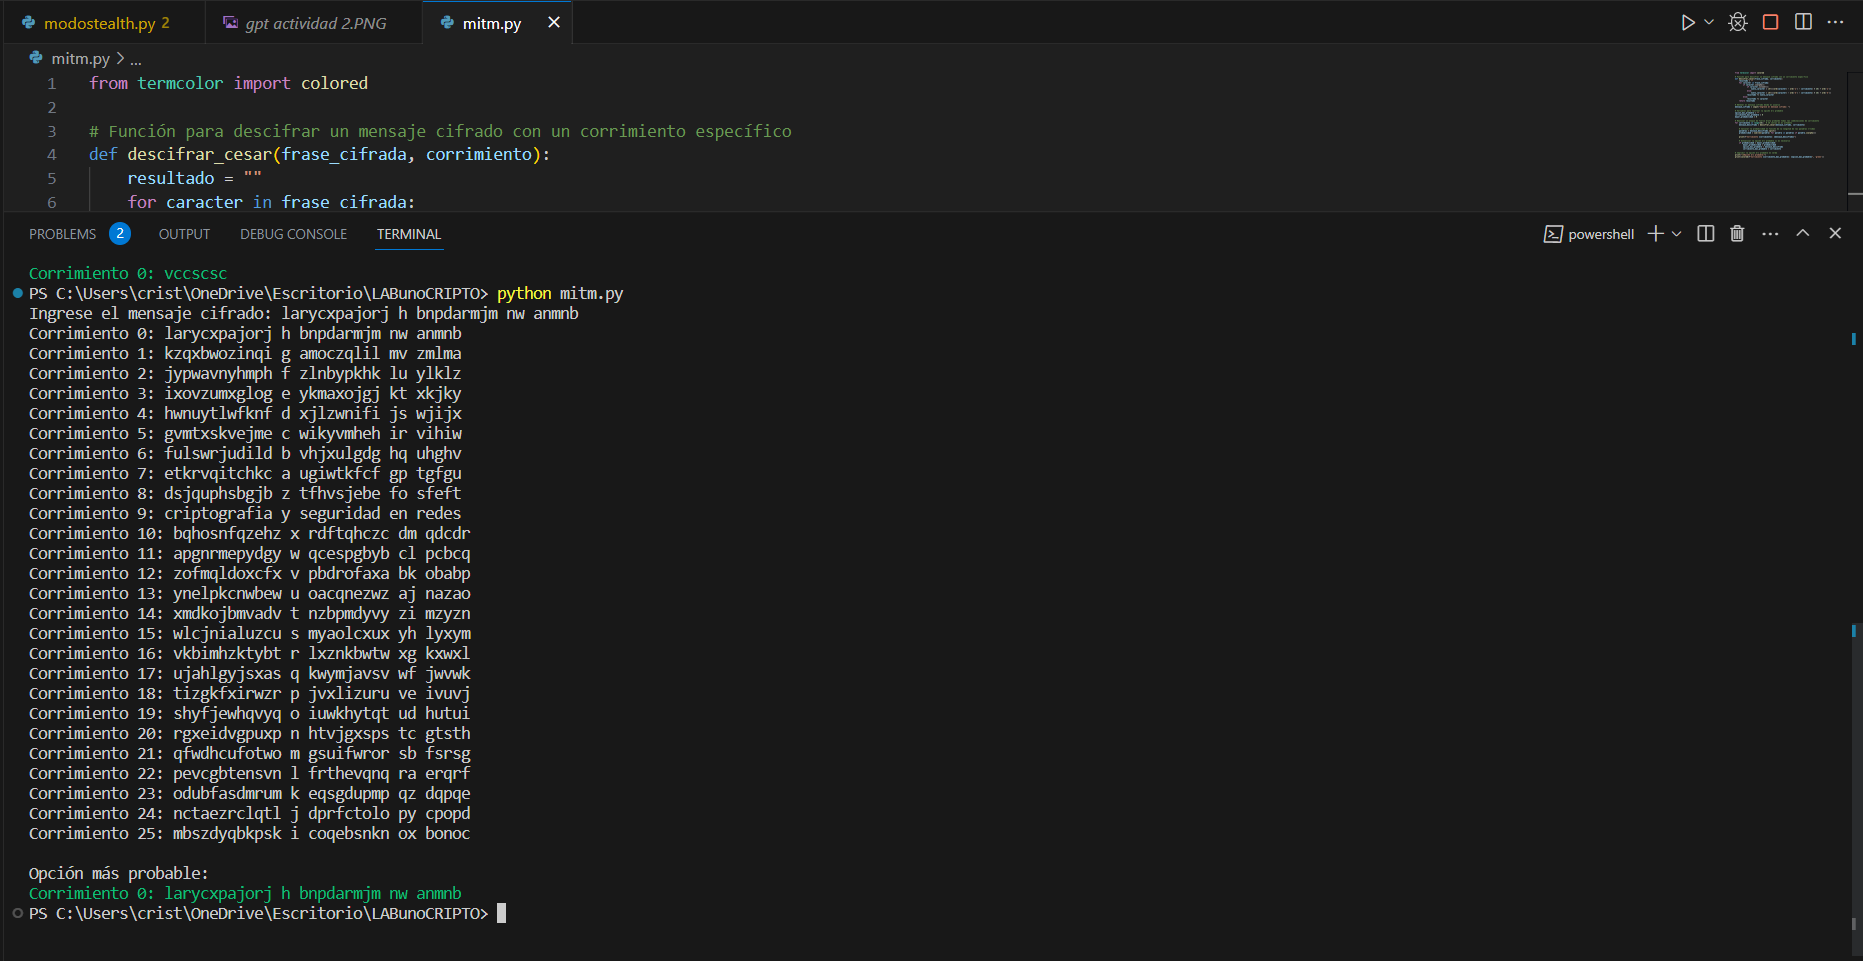 modostealth.py 2
gpt actividad 2.PNG
mitm.py
mitm.py > ...
1 from termcolor import colored
2
3 # Función para descifrar un mensaje cifrado con un corrimiento específico
4 def descifrar_cesar(frase_cifrada, corrimiento):
5 resultado = ""
6 for caracter in frase_cifrada:
PROBLEMS 2 OUTPUT DEBUG CONSOLE TERMINAL
powershell
Corrimiento 0: vccscsc
PS C:\Users\crist\OneDrive\Escritorio\LABunoCRIPTO> python mitm.py
Ingrese el mensaje cifrado: larycxpajorj h bnpdarmjm nw anmnb
Corrimiento 0: larycxpajorj h bnpdarmjm nw anmnb
Corrimiento 1: kzqxbwozinqi g amoczqlil mv zmlma
Corrimiento 2: jypwavnyhmph f zlnbypkhk lu ylklz
Corrimiento 3: ixovzumxglog e ykmaxojgj kt xkjky
Corrimiento 4: hwnuytlwfknf d xjlzwnifi js wjijx
Corrimiento 5: gvmtxskvejme c wikyvmheh ir vihiw
Corrimiento 6: fulswrjudild b vhjxulgdg hq uhghv
Corrimiento 7: etkrvqitchkc a ugiwtkfcf gp tgfgu
Corrimiento 8: dsjquphsbgjb z tfhvsjebe fo sfeft
Corrimiento 9: criptografia y seguridad en redes
Corrimiento 10: bqhosnfqzehz x rdftqhczc dm qdcdr
Corrimiento 11: apgnrmepydgy w qcespgbyb cl pcbcq
Corrimiento 12: zofmqldoxcfx v pbdrofaxa bk obabp
Corrimiento 13: ynelpkcnwbew u oacqnezwz aj nazao
Corrimiento 14: xmdkojbmvadv t nzbpmdyvy zi mzyzn
Corrimiento 15: wlcjnialuzcu s myaolcxux yh lyxym
Corrimiento 16: vkbimhzktybt r lxznkbwtw xg kxwxl
Corrimiento 17: ujahlgyjsxas q kwymjavsv wf jwvwk
Corrimiento 18: tizgkfxirwzr p jvxlizuru ve ivuvj
Corrimiento 19: shyfjewhqvyq o iuwkhytqt ud hutui
Corrimiento 20: rgxeidvgpuxp n htvjgxsps tc gtsth
Corrimiento 21: qfwdhcufotwo m gsuifwror sb fsrsg
Corrimiento 22: pevcgbtensvn l frthevqnq ra erqrf
Corrimiento 23: odubfasdmrum k eqsgdupmp qz dqpqe
Corrimiento 24: nctaezrclqtl j dprfctolo py cpopd
Corrimiento 25: mbszdyqbkpsk i coqebsnkn ox bonoc
Opción más probable:
Corrimiento 0: larycxpajorj h bnpdarmjm nw anmnb
PS C:\Users\crist\OneDrive\Escritorio\LABunoCRIPTO>